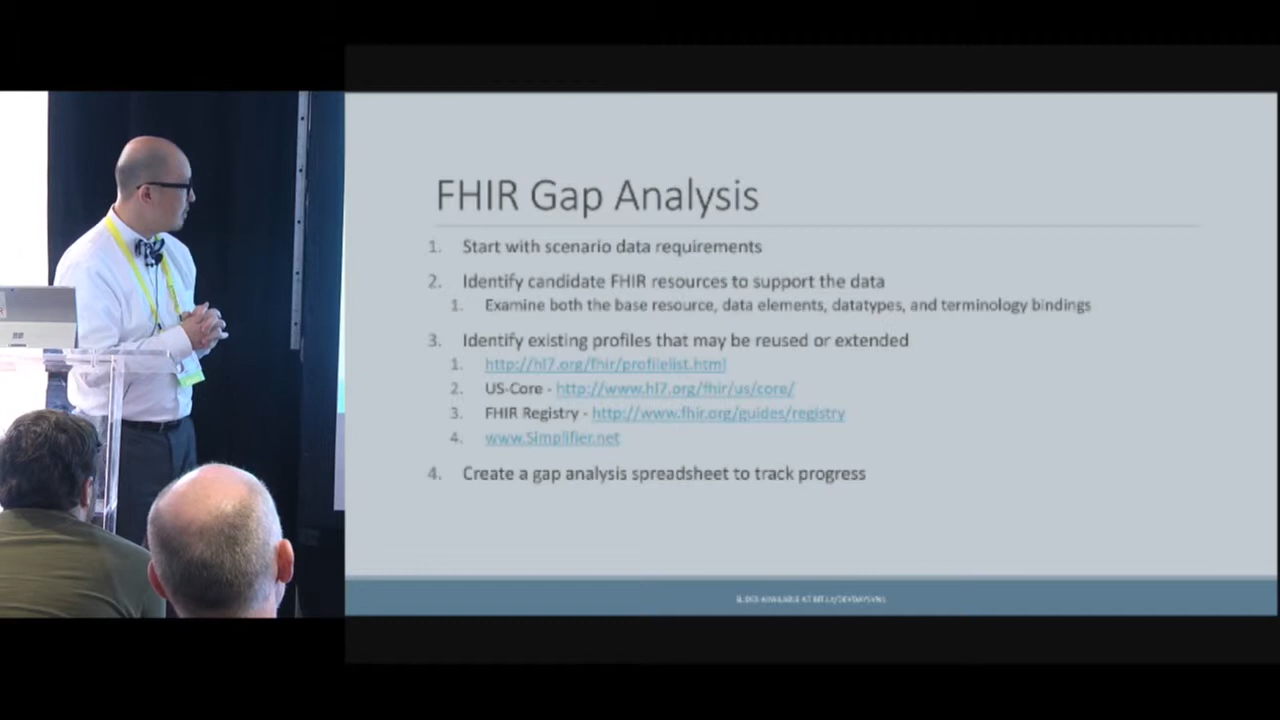 FHIR Gap Analysis
1. Start with scenario data requirements
2. Identify candidate FHIR resources to support the data
1. Examine both the base resource, data elements, datatypes, and terminology bindings
3. Identify existing profiles that may be reused or extended
1. http://hl7.org/fhir/profilelist.html
2. US-Core - http://www.hl7.org/fhir/us/core/
3. FHIR Registry - http://www.fhir.org/guides/registry
4. www.Simplifier.net
4. Create a gap analysis spreadsheet to track progress
SLIDES AVAILABLE AT